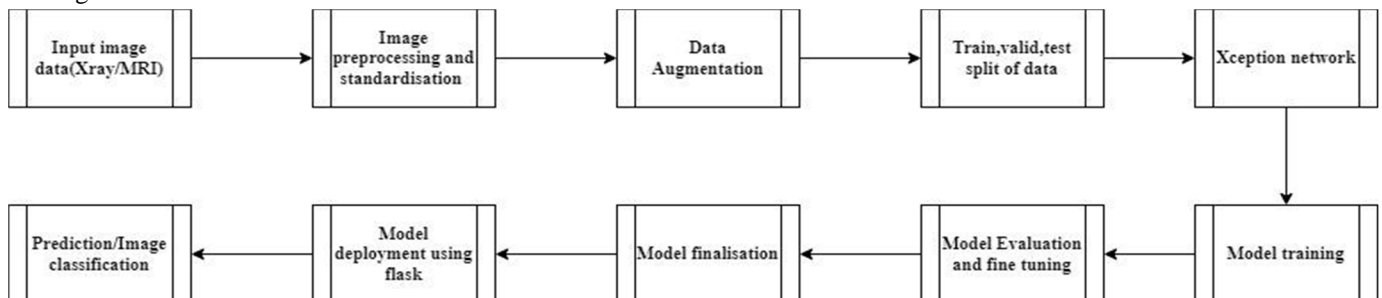 Input image
data(Xray/MRI)
Image
preprocessing and
standardisation
Data
Augmentation
Train,valid,test
split of data
Xception network
Prediction/Image
classification
Model
deployment using
flask
Model finalisation
Model Evaluation
and fine tuning
Model training